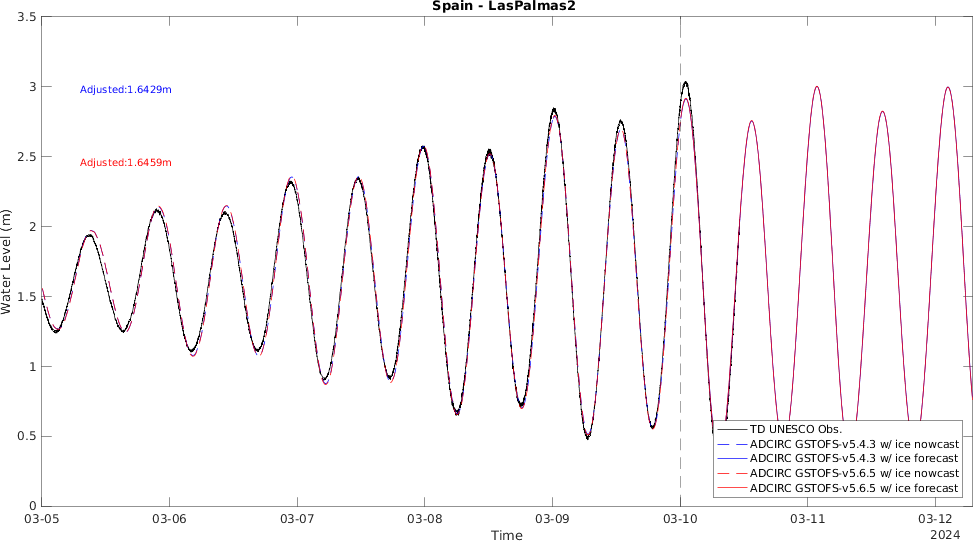 Spain - LasPalmas2
3.5
3
2.5
2
1.5
1
0.5
0
Water Level (m)
Adjusted:1.6429m
Adjusted:1.6459m
TD UNESCO Obs.
ADCIRC GSTOFS-v5.4.3 w/ ice nowcast
ADCIRC GSTOFS-v5.4.3 w/ ice forecast
ADCIRC GSTOFS-v5.6.5 w/ ice nowcast
ADCIRC GSTOFS-v5.6.5 w/ ice forecast
03-05 03-06 03-07 03-08 03-09 03-10 03-11 03-12
Time
2024